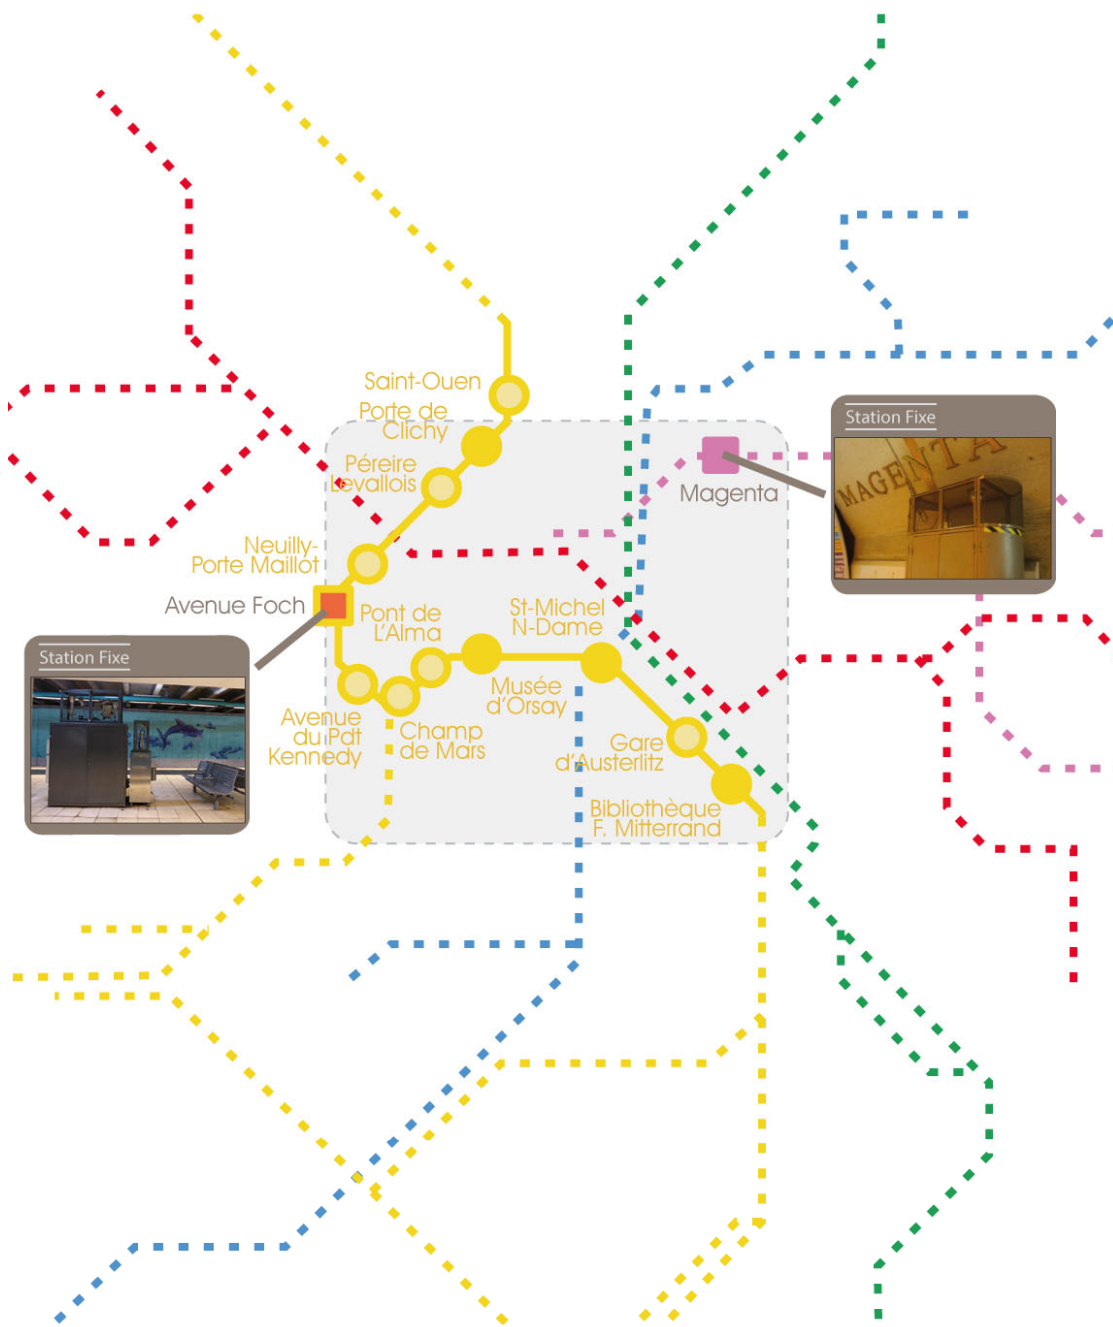 Saint-Ouen
Porte de
Clichy
Péreire
Levallois
Station Fixe
MAGENTA
Magenta
Neuilly-
Porte Maillot
Avenue Foch
Pont de
L'Alma
St-Michel
N-Dame
Station Fixe
Musée
d'Orsay
Avenue
du Pdt
Kennedy
Champ
de Mars
Gare
d'Austerlitz
Bibliothèque
F. Mitterrand